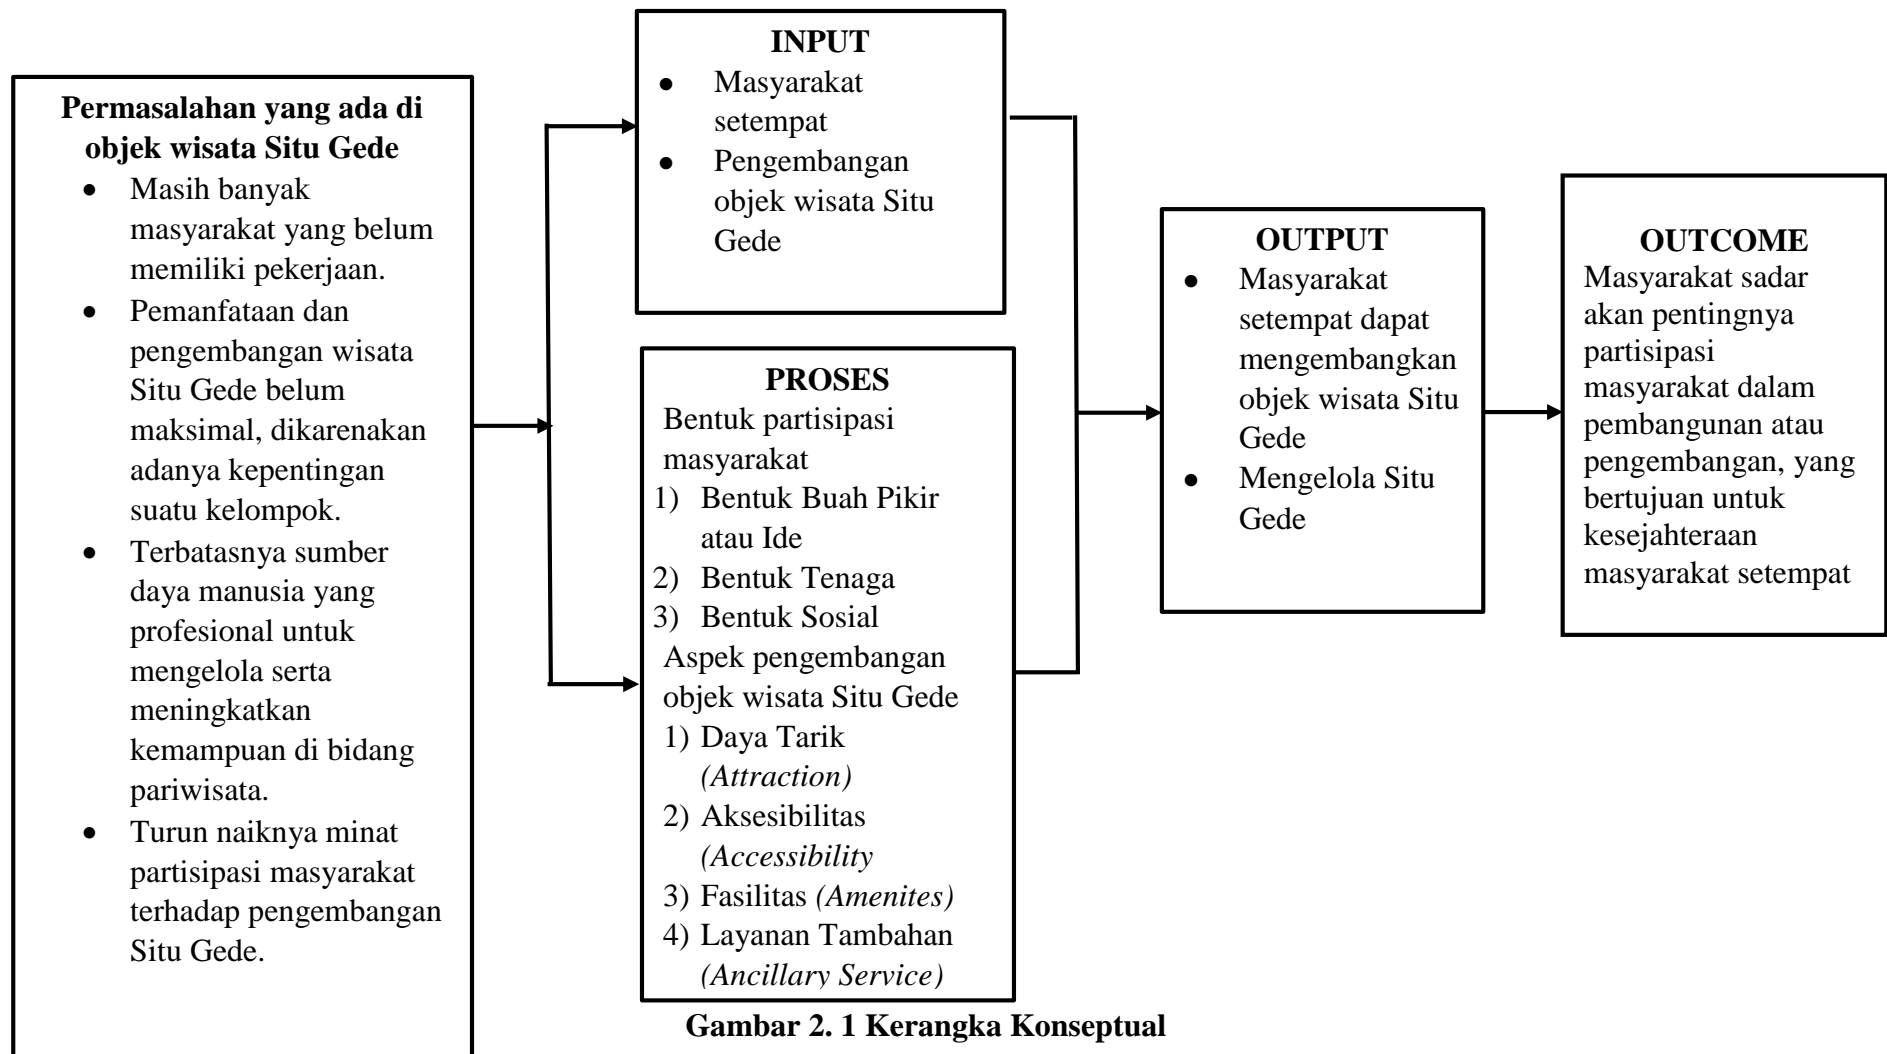 Permasalahan yang ada di
objek wisata Situ Gede
• Masih banyak
masyarakat yang belum
memiliki pekerjaan.
• Pemanfataan dan
pengembangan wisata
Situ Gede belum
maksimal, dikarenakan
adanya kepentingan
suatu kelompok.
• Terbatasnya sumber
daya manusia yang
profesional untuk
mengelola serta
meningkatkan
kemampuan di bidang
pariwisata.
• Turun naiknya minat
partisipasi masyarakat
terhadap pengembangan
Situ Gede.
INPUT
• Masyarakat
setempat
• Pengembangan
objek wisata Situ
Gede
PROSES
Bentuk partisipasi
masyarakat
1) Bentuk Buah Pikir
atau Ide
2) Bentuk Tenaga
3) Bentuk Sosial
Aspek pengembangan
objek wisata Situ Gede
1) Daya Tarik
(Attraction)
2) Aksesibilitas
(Accessibility
3) Fasilitas (Amenites)
4) Layanan Tambahan
(Ancillary Service)
OUTPUT
• Masyarakat
setempat dapat
mengembangkan
objek wisata Situ
Gede
• Mengelola Situ
Gede
OUTCOME
Masyarakat sadar
akan pentingnya
partisipasi
masyarakat dalam
pembangunan atau
pengembangan, yang
bertujuan untuk
kesejahteraan
masyarakat setempat
Gambar 2. 1 Kerangka Konseptual